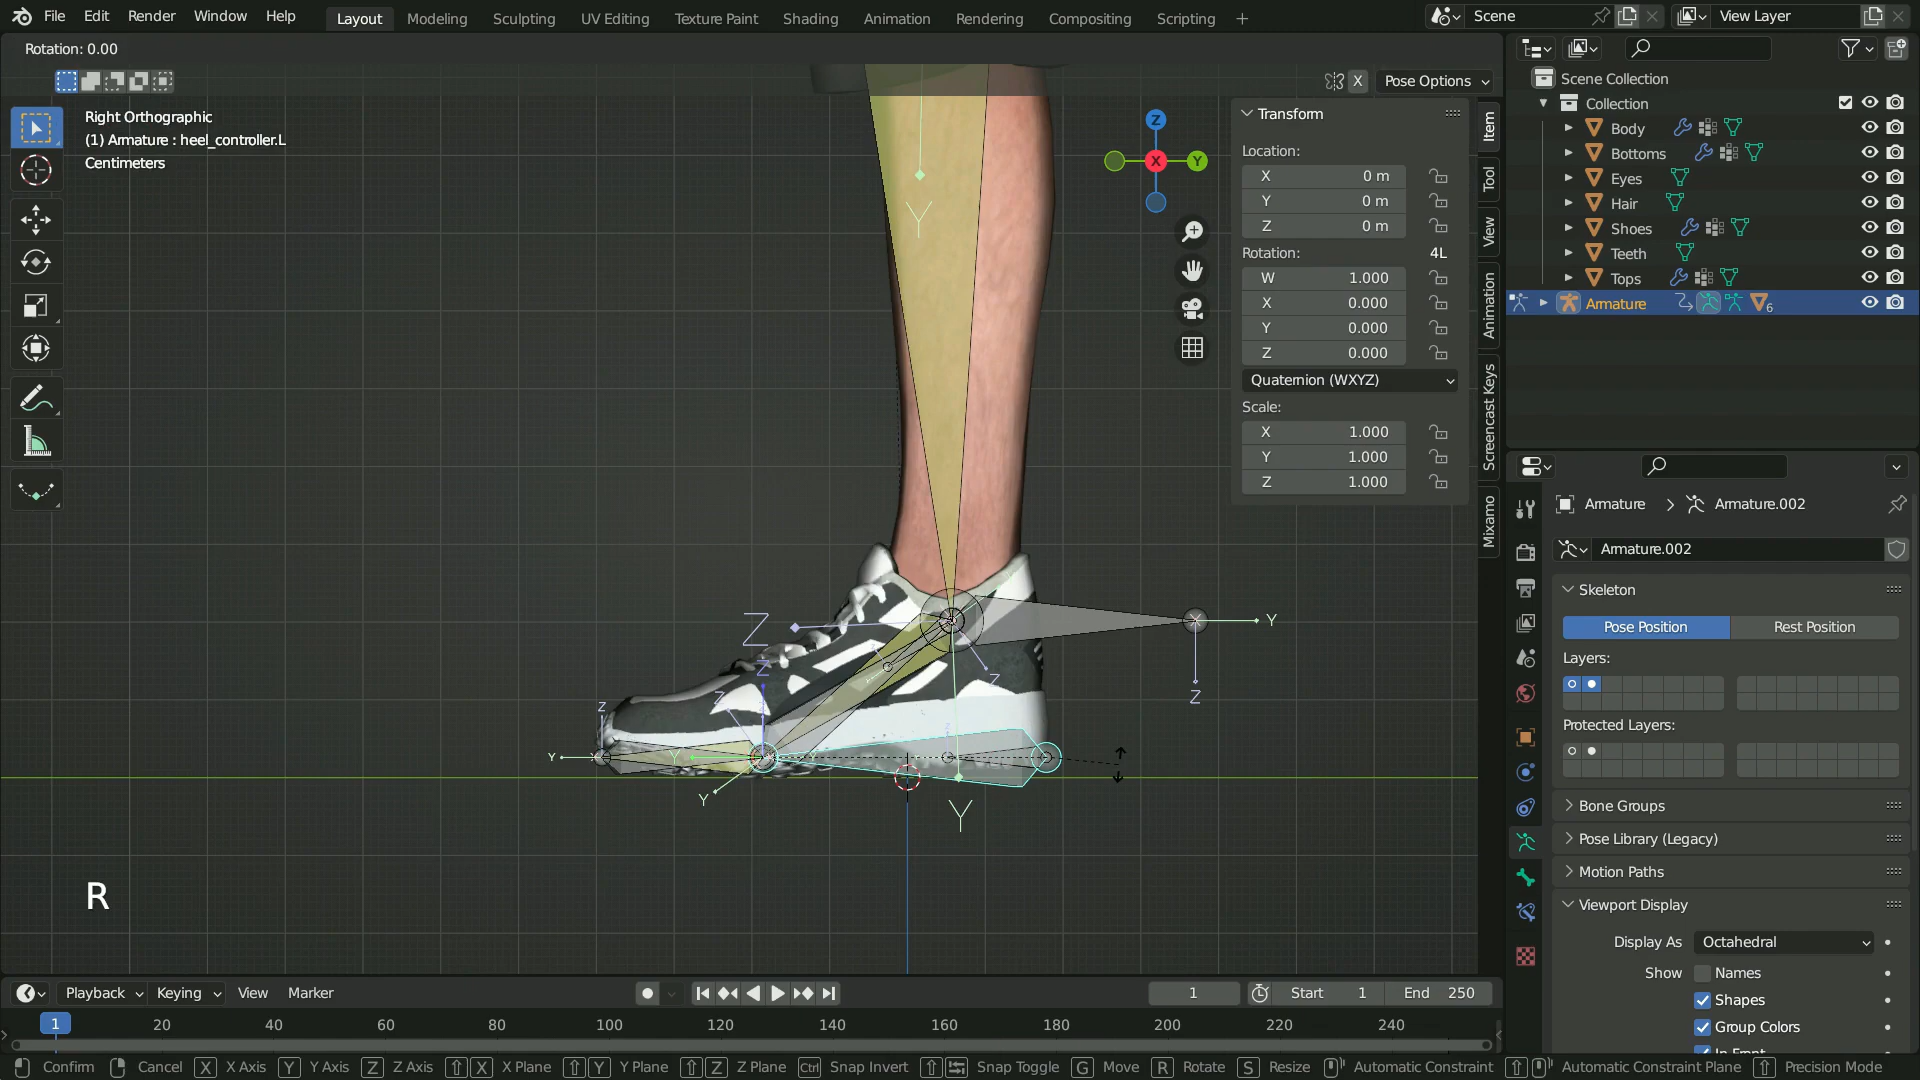 File Edit Render Window Help Layout Modeling Sculpting UV Editing Texture Paint Shading Animation Rendering Compositing Scripting + Scene View Layer
Rotation: 0.00
X Pose Options
Right Orthographic
(1) Armature : heel_controller.L
Centimeters
Z
X
Y
Transform
Location:
X 0 m
Y 0 m
Z 0 m
Rotation: 4L
W 1.000
X 0.000
Y 0.000
Z 0.000
Quaternion (WXYZ)
Scale:
X 1.000
Y 1.000
Z 1.000
Item
Tool
View
Animation
Screencast Keys
Mixamo
Scene Collection
Collection
Body
Bottoms
Eyes
Hair
Shoes
Teeth
Tops
Armature 6
Armature > Armature.002
Armature.002
Skeleton
Pose Position Rest Position
Layers:
Protected Layers:
Bone Groups
Pose Library (Legacy)
Motion Paths
Viewport Display
Display As Octahedral
Show Names
Shapes
Group Colors
In Front
Y
Z
X Y
Z
Z
Z
Z
Z
Y
Y
Y
Y
R
Playback Keying View Marker 1 Start 1 End 250
1 20 40 60 80 100 120 140 160 180 200 220 240
Confirm Cancel X X Axis Y Y Axis Z Z Axis X X Plane Y Y Plane Z Z Plane Ctrl Snap Invert Snap Toggle G Move R Rotate S Resize Automatic Constraint Automatic Constraint Plane Precision Mode